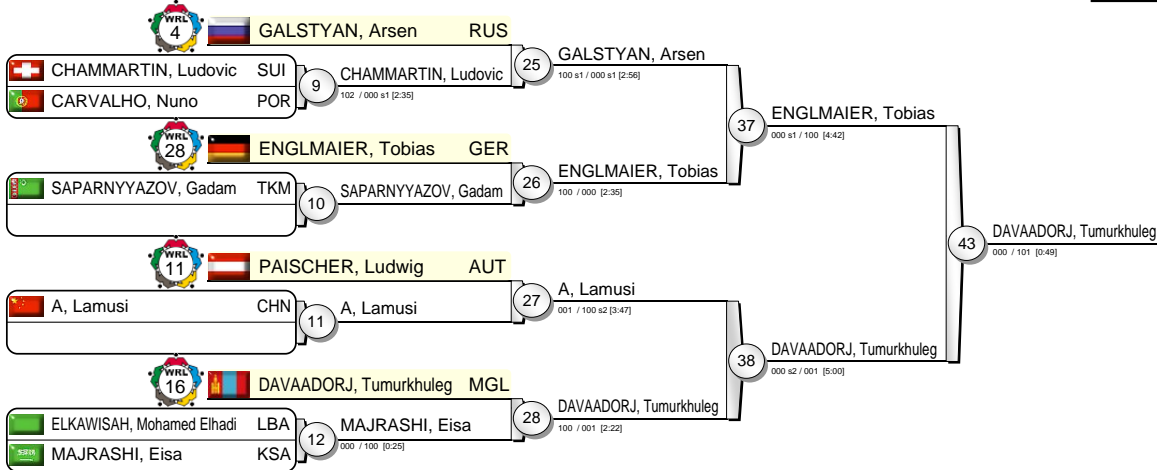 WRL
4
GALSTYAN, Arsen RUS
CHAMMARTIN, Ludovic SUI
CARVALHO, Nuno POR
9
CHAMMARTIN, Ludovic
102 / 000 s1 [2:35]
25
GALSTYAN, Arsen
100 s1 / 000 s1 [2:56]
WRL
28
ENGLMAIER, Tobias GER
SAPARNYYAZOV, Gadam TKM
10
SAPARNYYAZOV, Gadam
26
ENGLMAIER, Tobias
100 / 000 [2:35]
37
ENGLMAIER, Tobias
000 s1 / 100 [4:42]
WRL
11
PAISCHER, Ludwig AUT
A, Lamusi CHN
11
A, Lamusi
27
A, Lamusi
001 / 100 s2 [3:47]
WRL
16
DAVAADORJ, Tumurkhuleg MGL
ELKAWISAH, Mohamed Elhadi LBA
MAJRASHI, Eisa KSA
12
MAJRASHI, Eisa
000 / 100 [0:25]
28
DAVAADORJ, Tumurkhuleg
100 / 001 [2:22]
38
DAVAADORJ, Tumurkhuleg
000 s2 / 001 [5:00]
43
DAVAADORJ, Tumurkhuleg
000 / 101 [0:49]